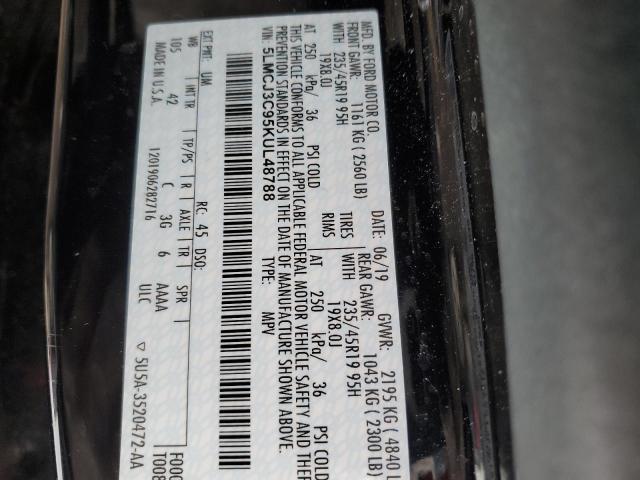 MFD. BY FORD MOTOR CO.
DATE: 06/19 GVWR: 2195 KG ( 4840 L
FRONT GAWR: 1161 KG ( 2560 LB) REAR GAWR: 1043 KG ( 2300 LB)
WITH 235/45R19 95H TIRES WITH 235/45R19 95H
19X8.0J RIMS 19X8.0J
AT 250 kPa/ 36 PSI COLD AT 250 kPa/ 36 PSI COLD
THIS VEHICLE CONFORMS TO ALL APPLICABLE FEDERAL MOTOR VEHICLE SAFETY AND THEF
PREVENTION STANDARDS IN EFFECT ON THE DATE OF MANUFACTURE SHOWN ABOVE.
VIN: 5LMCJ3C95KUL48788 TYPE: MPV
EXT PNT: UM RC: 45 DSO:
WB INT TR TP/PS R AXLE TR SPR
105 42 C 3G 6 AAAA
MADE IN U.S.A. 1201906282716 ULC
5U5A-3520472-AA